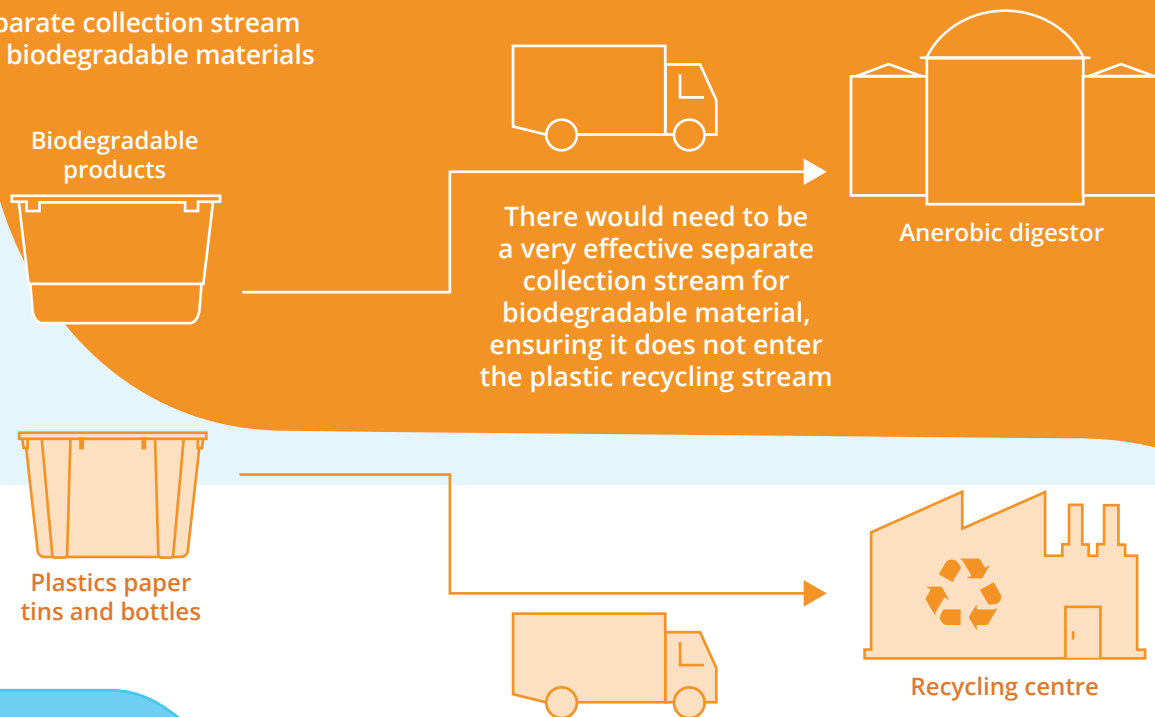 parate collection stream
biodegradable materials
Biodegradable
products
There would need to be
a very effective separate
collection stream for
biodegradable material,
ensuring it does not enter
the plastic recycling stream
Anerobic digestor
Plastics paper
tins and bottles
Recycling centre